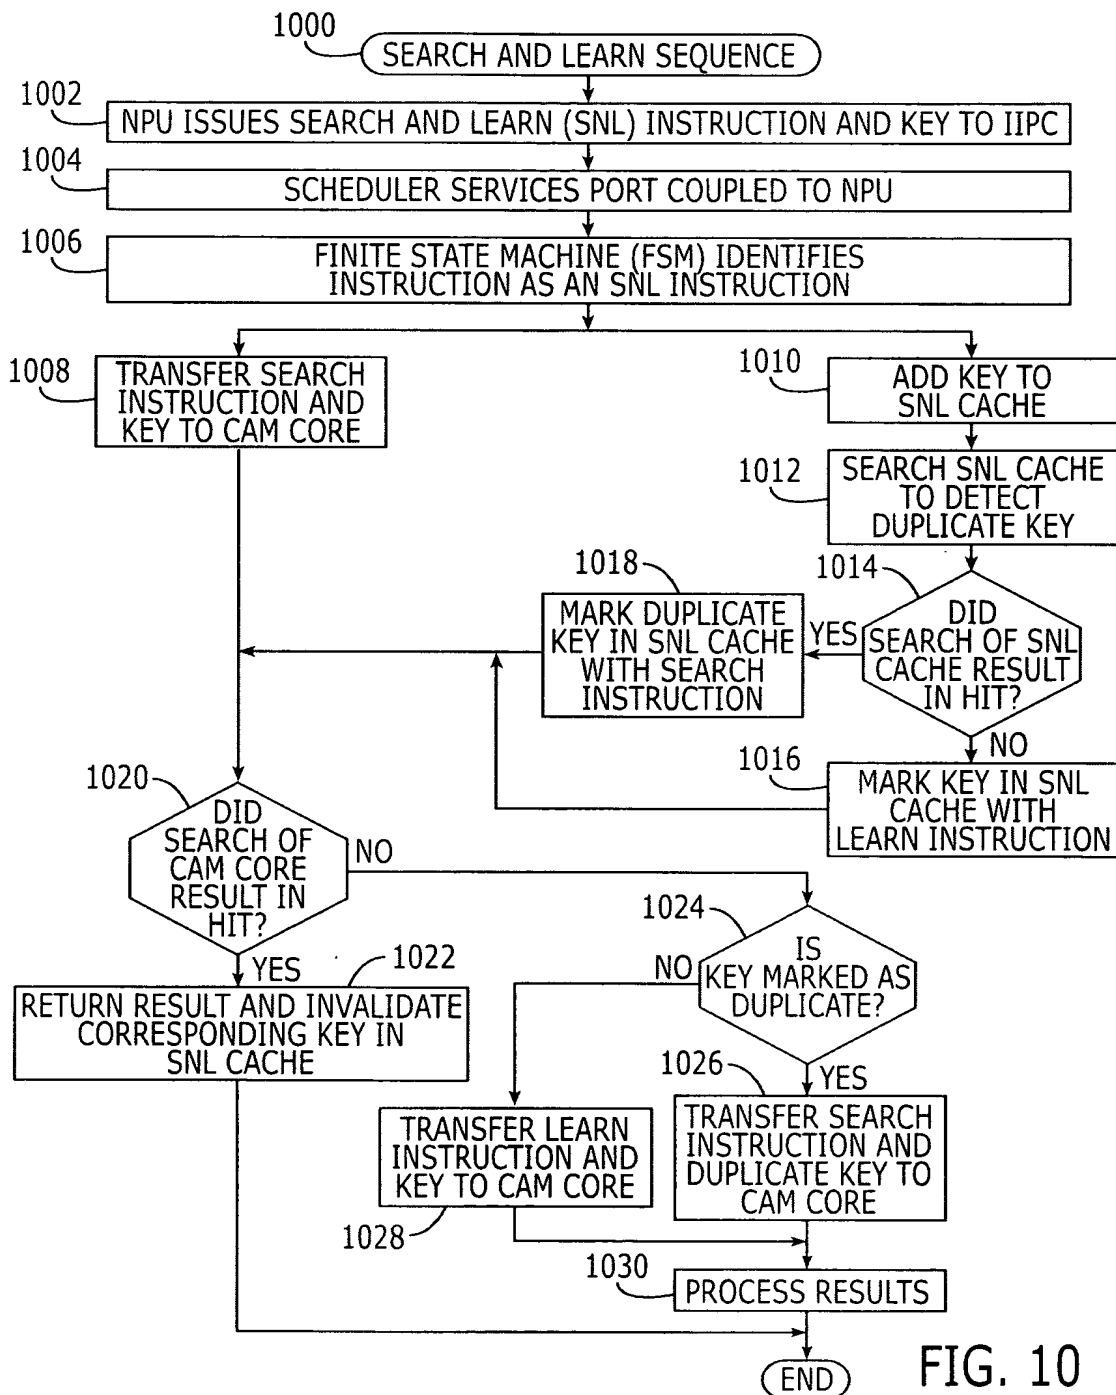 1000
SEARCH AND LEARN SEQUENCE
1002
NPU ISSUES SEARCH AND LEARN (SNL) INSTRUCTION AND KEY TO IIPC
1004
SCHEDULER SERVICES PORT COUPLED TO NPU
1006
FINITE STATE MACHINE (FSM) IDENTIFIES
INSTRUCTION AS AN SNL INSTRUCTION
1008
TRANSFER SEARCH
INSTRUCTION AND
KEY TO CAM CORE
1010
ADD KEY TO
SNL CACHE
1012
SEARCH SNL CACHE
TO DETECT
DUPLICATE KEY
1014
DID
SEARCH OF SNL
CACHE RESULT
IN HIT?
YES
1018
MARK DUPLICATE
KEY IN SNL CACHE
WITH SEARCH
INSTRUCTION
NO
1016
MARK KEY IN SNL
CACHE WITH
LEARN INSTRUCTION
1020
DID
SEARCH OF
CAM CORE
RESULT IN
HIT?
NO
YES
1022
RETURN RESULT AND INVALIDATE
CORRESPONDING KEY IN
SNL CACHE
1024
IS
KEY MARKED AS
DUPLICATE?
NO
YES
1026
TRANSFER SEARCH
INSTRUCTION AND
DUPLICATE KEY TO
CAM CORE
TRANSFER LEARN
INSTRUCTION AND
KEY TO CAM CORE
1028
1030
PROCESS RESULTS
END
FIG. 10